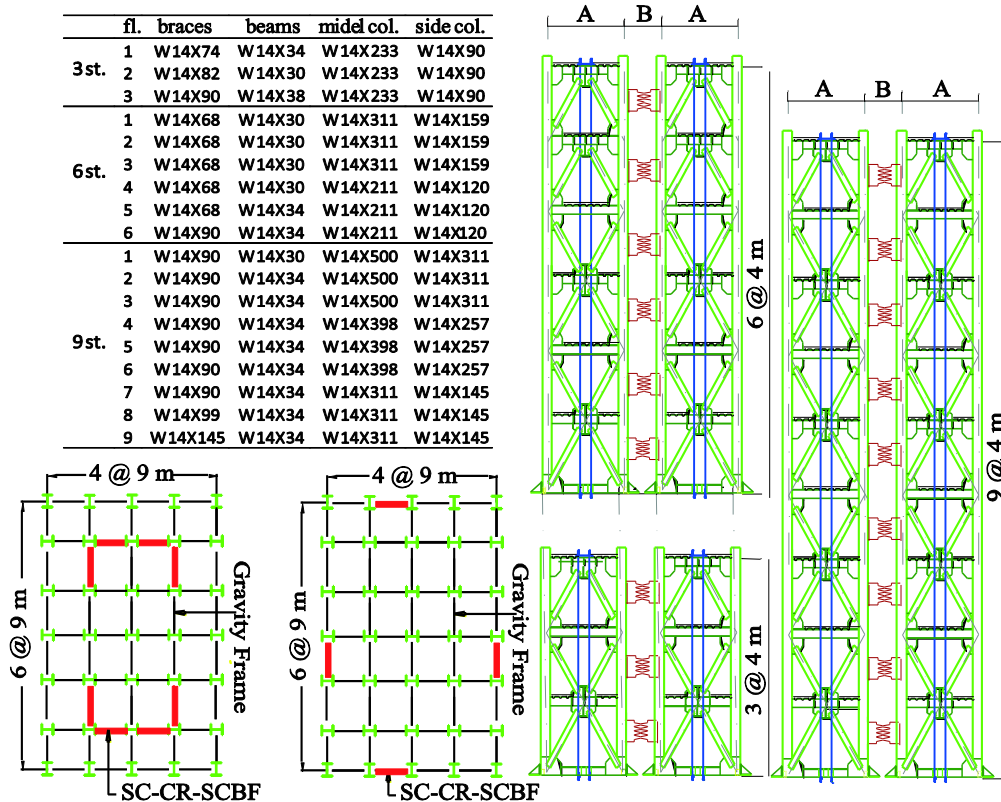 fl. braces beams midel col. side col.
3st.
1 W14X74 W14X34 W14X233 W14X90
2 W14X82 W14X30 W14X233 W14X90
3 W14X90 W14X38 W14X233 W14X90
6st.
1 W14X68 W14X30 W14X311 W14X159
2 W14X68 W14X30 W14X311 W14X159
3 W14X68 W14X30 W14X311 W14X159
4 W14X68 W14X30 W14X211 W14X120
5 W14X68 W14X34 W14X211 W14X120
6 W14X90 W14X34 W14X211 W14X120
9st.
1 W14X90 W14X30 W14X500 W14X311
2 W14X90 W14X34 W14X500 W14X311
3 W14X90 W14X34 W14X500 W14X311
4 W14X90 W14X34 W14X398 W14X257
5 W14X90 W14X34 W14X398 W14X257
6 W14X90 W14X34 W14X398 W14X257
7 W14X90 W14X34 W14X311 W14X145
8 W14X99 W14X34 W14X311 W14X145
9 W14X145 W14X34 W14X311 W14X145
A B A
6 @ 4 m
A B A
9 @ 4 m
3 @ 4 m
4 @ 9 m
6 @ 9 m
Gravity Frame
SC-CR-SCBF
4 @ 9 m
6 @ 9 m
Gravity Frame
SC-CR-SCBF